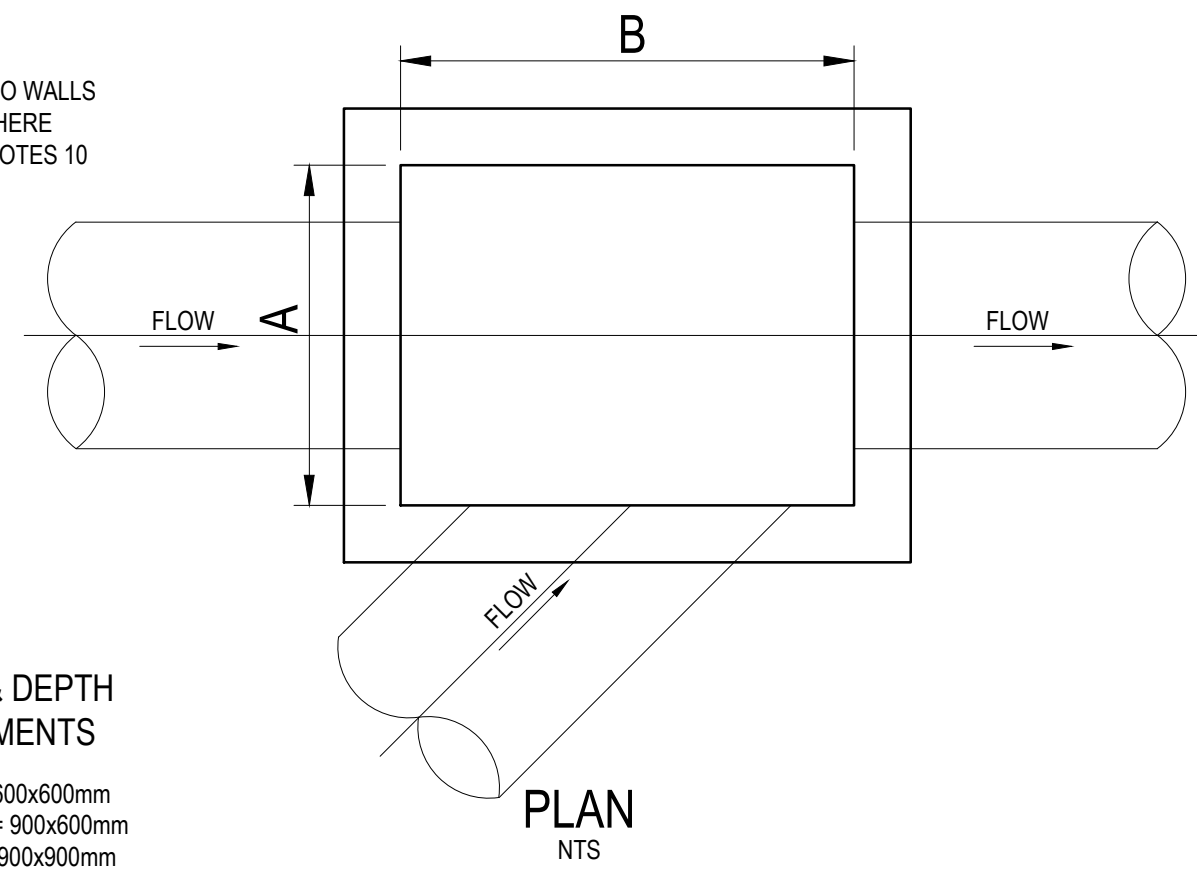 B
O WALLS
HERE
OTES 10
A
FLOW
FLOW
FLOW
DEPTH
MENTS
600x600mm
= 900x600mm
900x900mm
PLAN
NTS